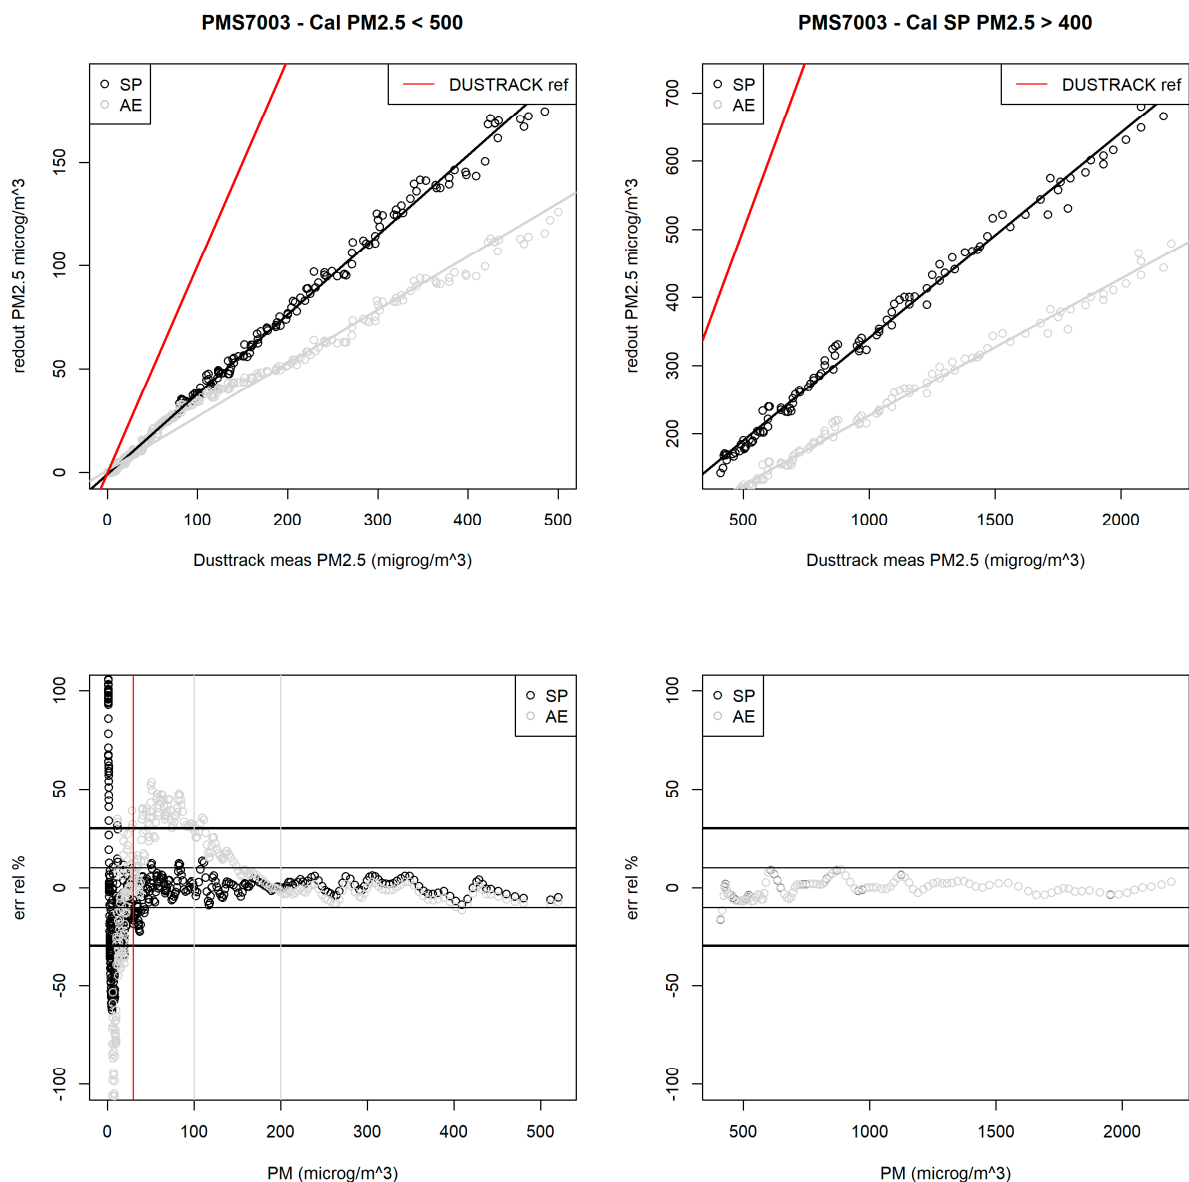 PMS7003 - Cal PM2.5 < 500
SP
AE
DUSTRACK ref
150
100
50
0
redout PM2.5 microg/m^3
0 100 200 300 400 500
Dusttrack meas PM2.5 (migrog/m^3)
PMS7003 - Cal SP PM2.5 > 400
SP
AE
DUSTRACK ref
700
600
500
400
300
200
redout PM2.5 microg/m^3
500 1000 1500 2000
Dusttrack meas PM2.5 (migrog/m^3)
SP
AE
100
50
0
-50
-100
err rel %
0 100 200 300 400 500
PM (microg/m^3)
SP
AE
100
50
0
-50
-100
err rel %
500 1000 1500 2000
PM (microg/m^3)